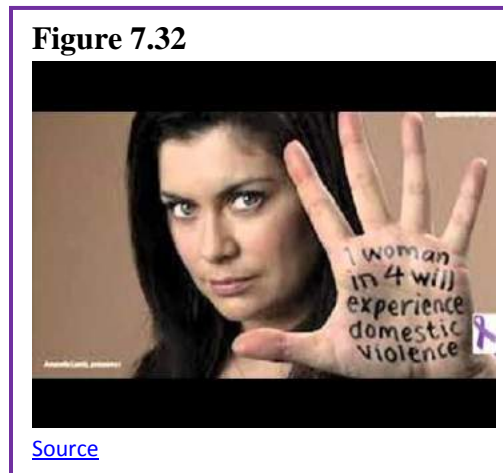 Figure 7.32
1 woman
in 4 will
experience
domestic
violence
Source